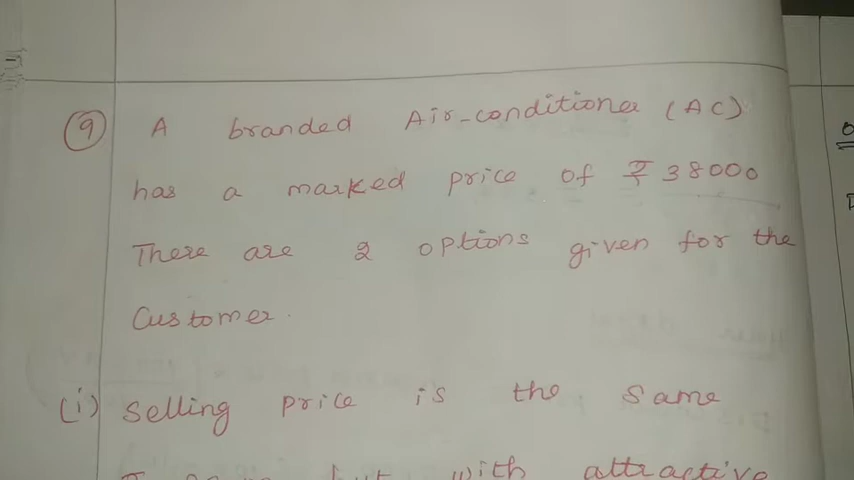 9 A branded Air-conditioner (AC)
has a marked price of ₹ 38000
There are 2 options given for the
Customer.
(i) Selling price is the same
but with attractive